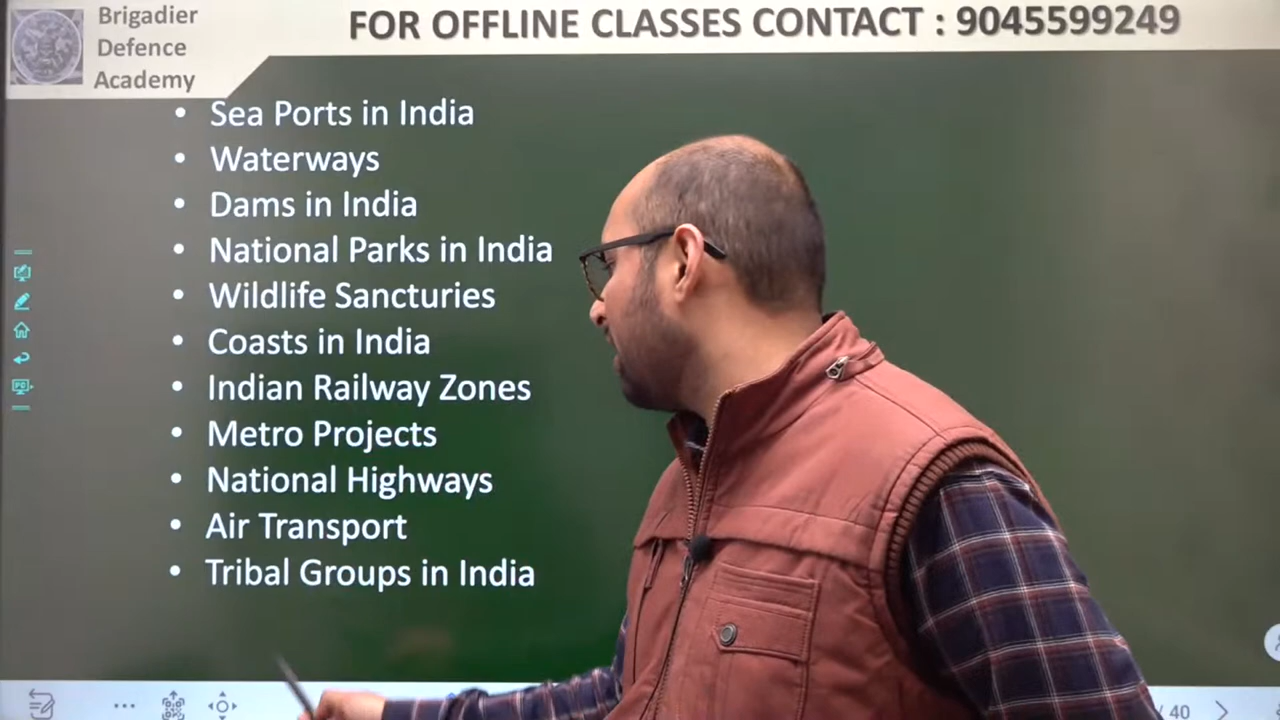 Brigadier
Defence
Academy
FOR OFFLINE CLASSES CONTACT : 9045599249
• Sea Ports in India
• Waterways
• Dams in India
• National Parks in India
• Wildlife Sancturies
• Coasts in India
• Indian Railway Zones
• Metro Projects
• National Highways
• Air Transport
• Tribal Groups in India
/ 40